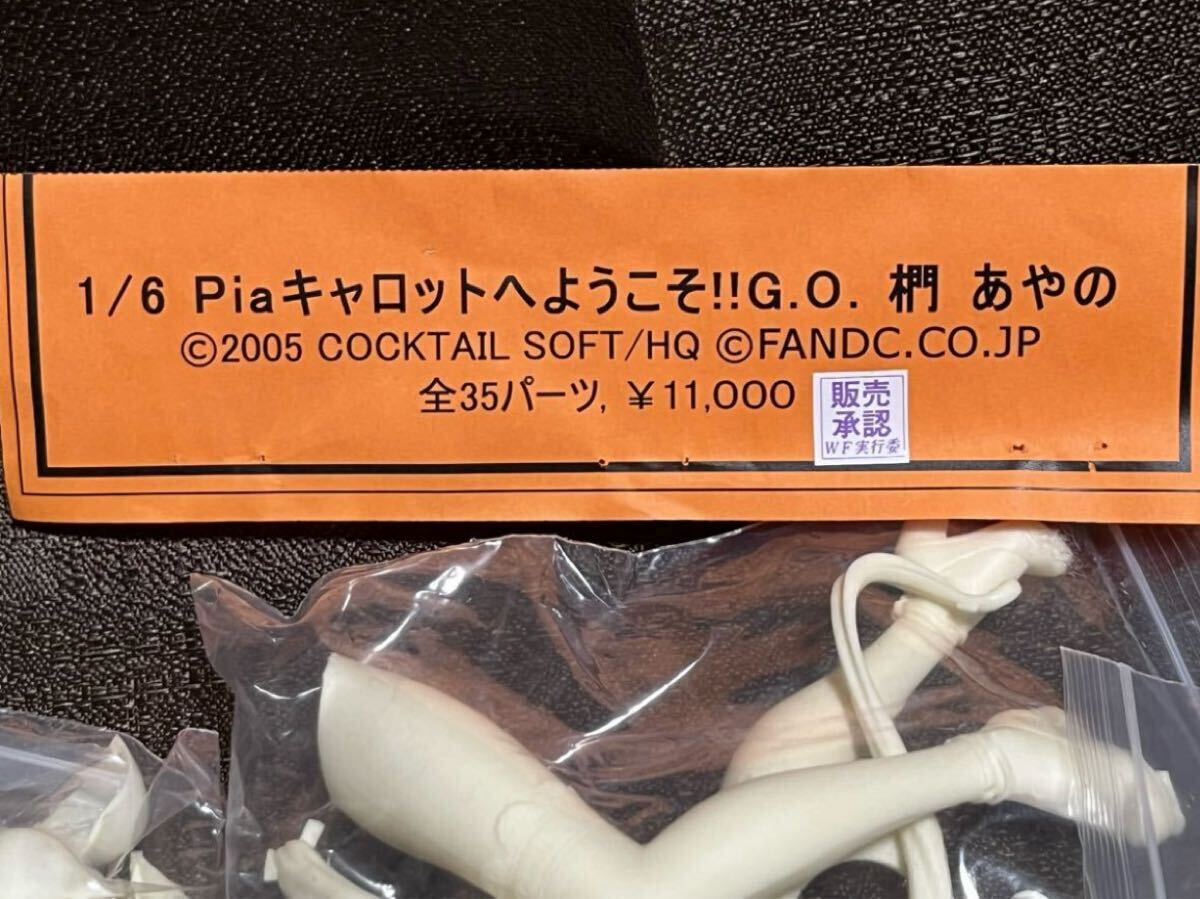 1/6 Piaキャロットへようこそ!!G.O. 椚 あやの
©2005 COCKTAIL SOFT/HQ ©FANDC.CO.JP
全35パーツ, ¥11,000
販売
承認
WF実行委